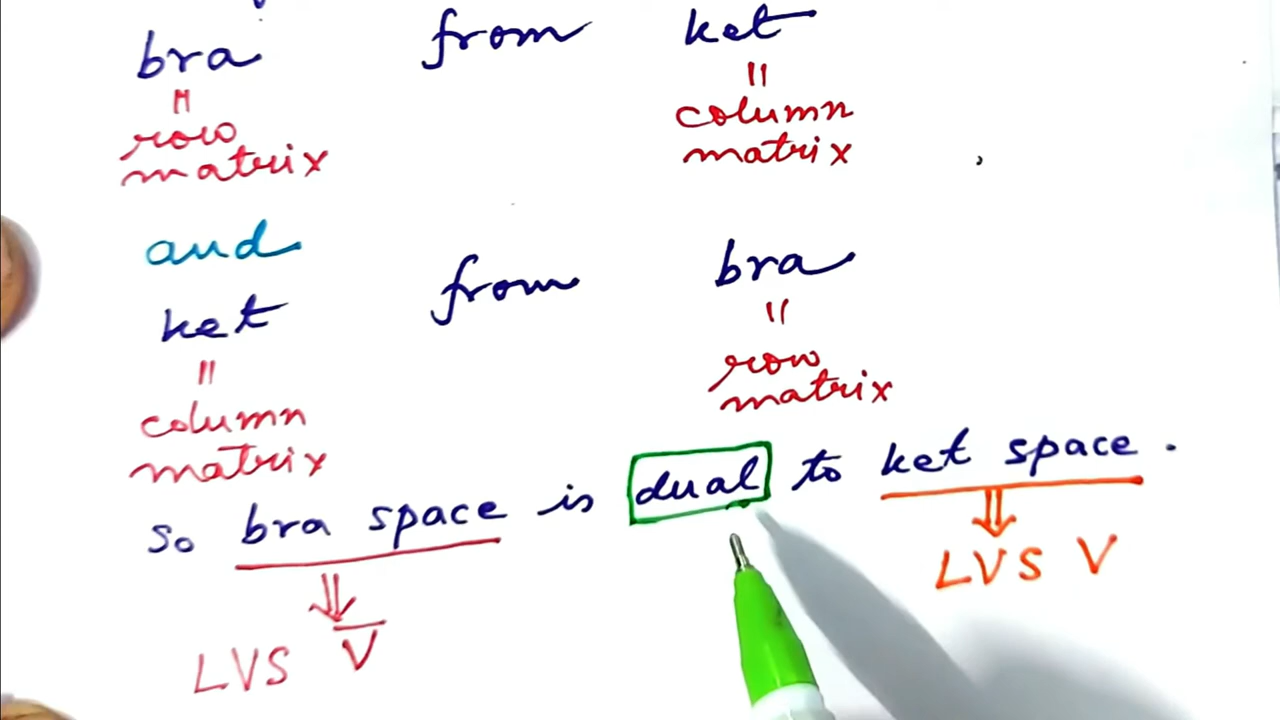 bra from ket
= =
row column
matrix matrix
and
ket from bra
= =
column row
matrix matrix
So bra space is dual to ket space.
⇓ ⇓
LVS V̅ LVS V